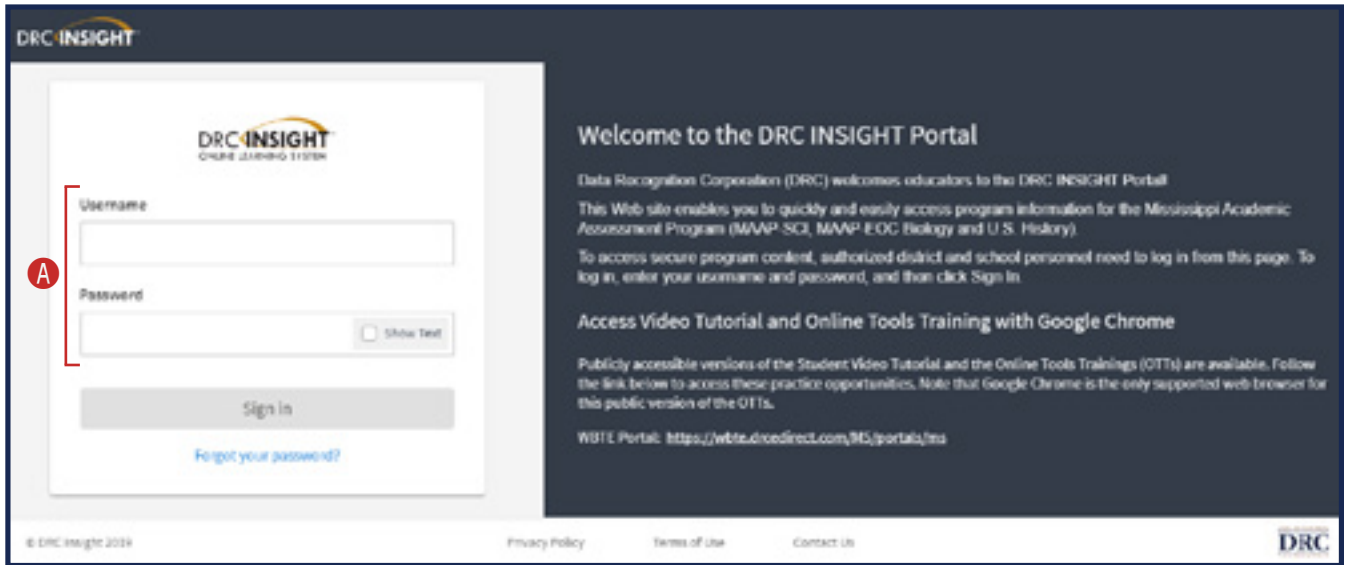 DRC INSIGHT
DRC INSIGHT
ONLINE LEARNING SYSTEM
A
Username
Password
Show Text
Sign in
Forgot your password?
Welcome to the DRC INSIGHT Portal
Data Recognition Corporation (DRC) welcomes educators to the DRC INSIGHT Portal!
This Web site enables you to quickly and easily access program information for the Mississippi Academic
Assessment Program (MAAP-SCI, MAAP-EOC Biology and U.S. History).
To access secure program content, authorized district and school personnel need to log in from this page. To
log in, enter your username and password, and then click Sign In.
Access Video Tutorial and Online Tools Training with Google Chrome
Publicly accessible versions of the Student Video Tutorial and the Online Tools Trainings (OTTs) are available. Follow
the link below to access these practice opportunities. Note that Google Chrome is the only supported web browser for
this public version of the OTTs.
WBTE Portal: https://wbte.drcedirect.com/MS/portals/ms
© DRC Insight 2019
Privacy Policy
Terms of Use
Contact Us
DRC